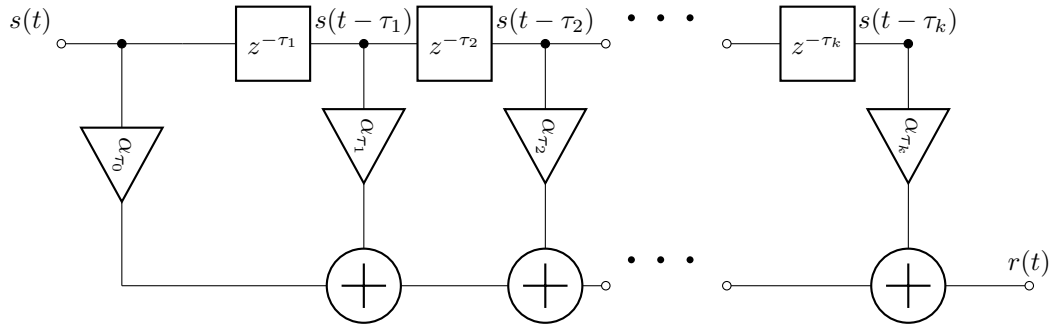 s(t)
z^{-τ_1}
s(t − τ_1)
z^{-τ_2}
s(t − τ_2)
• • •
z^{-τ_k}
s(t − τ_k)
α_{τ_0}
α_{τ_1}
α_{τ_2}
α_{τ_k}
• • •
r(t)